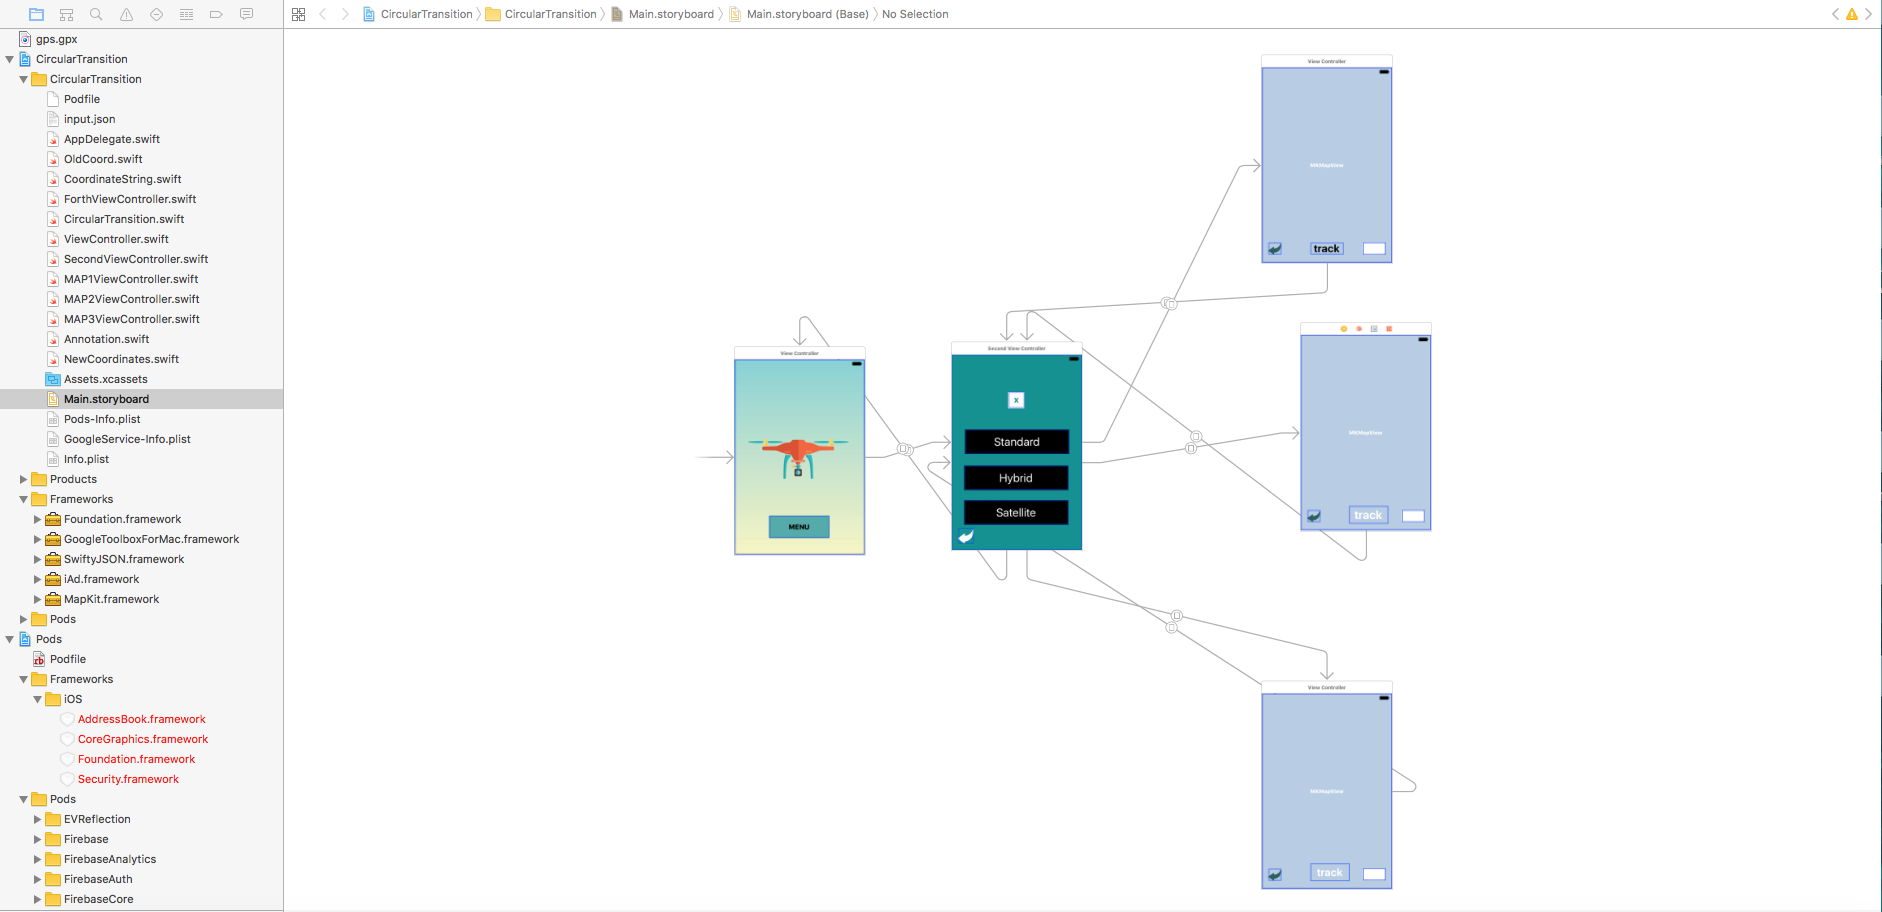 CircularTransition
CircularTransition
Main.storyboard
Main.storyboard (Base)
No Selection
gps.gpx
CircularTransition
CircularTransition
Podfile
input.json
AppDelegate.swift
OldCoord.swift
CoordinateString.swift
ForthViewController.swift
CircularTransition.swift
ViewController.swift
SecondViewController.swift
MAP1ViewController.swift
MAP2ViewController.swift
MAP3ViewController.swift
Annotation.swift
NewCoordinates.swift
Assets.xcassets
Main.storyboard
Pods-Info.plist
GoogleService-Info.plist
Info.plist
Products
Frameworks
Foundation.framework
GoogleToolboxForMac.framework
SwiftyJSON.framework
iAd.framework
MapKit.framework
Pods
Pods
Podfile
Frameworks
iOS
AddressBook.framework
CoreGraphics.framework
Foundation.framework
Security.framework
Pods
EVReflection
Firebase
FirebaseAnalytics
FirebaseAuth
FirebaseCore
View Controller
MENU
Second View Controller
x
Standard
Hybrid
Satellite
View Controller
MKMapView
track
MKMapView
track
View Controller
MKMapView
track